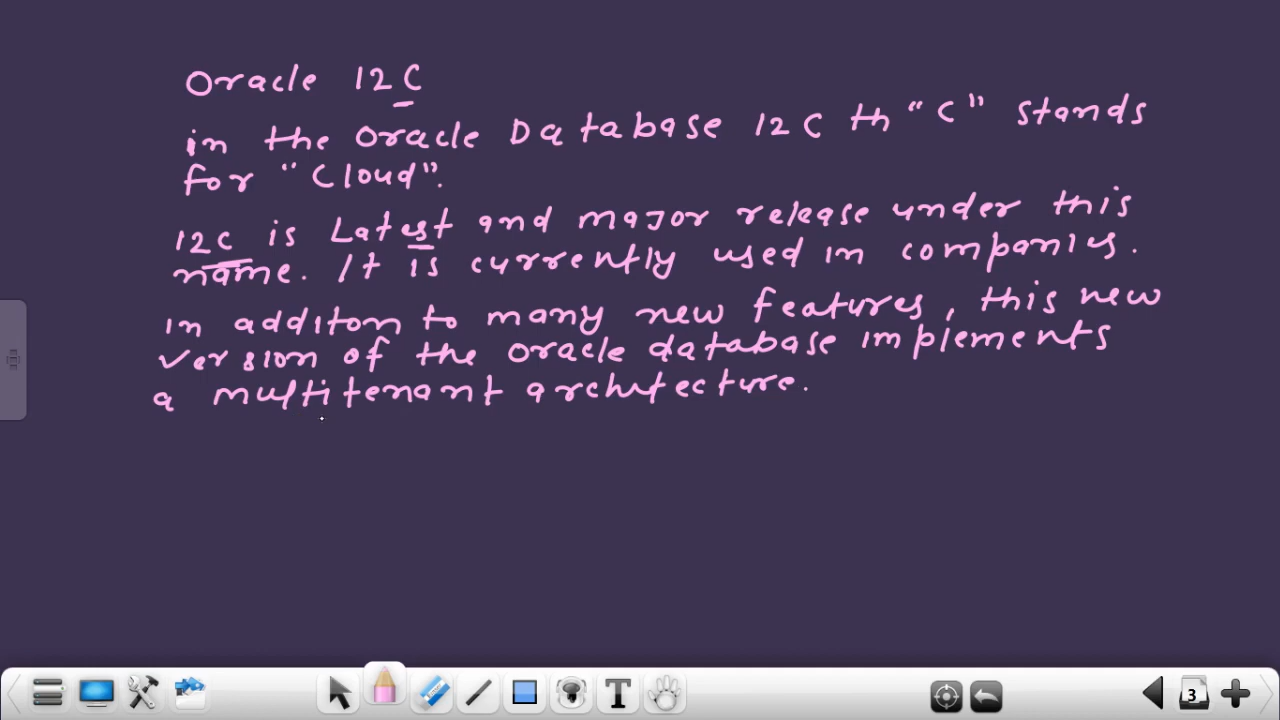 Oracle 12C
in the Oracle Database 12C th "C" stands
for "Cloud".
12C is Latest and major release under this
name. It is currently used in companies.
in additon to many new features, this new
version of the oracle database implements
a multitenant architecture.
T
3